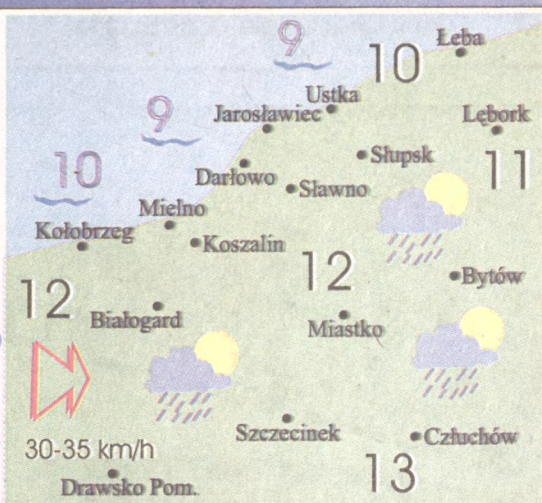 9
10
Łeba
Ustka
9
Jarosławiec
Lębork
Słupsk
11
10
Darłowo
Sławno
Mielno
Kołobrzeg
Koszalin
12
Bytów
12
Białogard
Miastko
Szczecinek
Człuchów
30-35 km/h
13
Drawsko Pom.